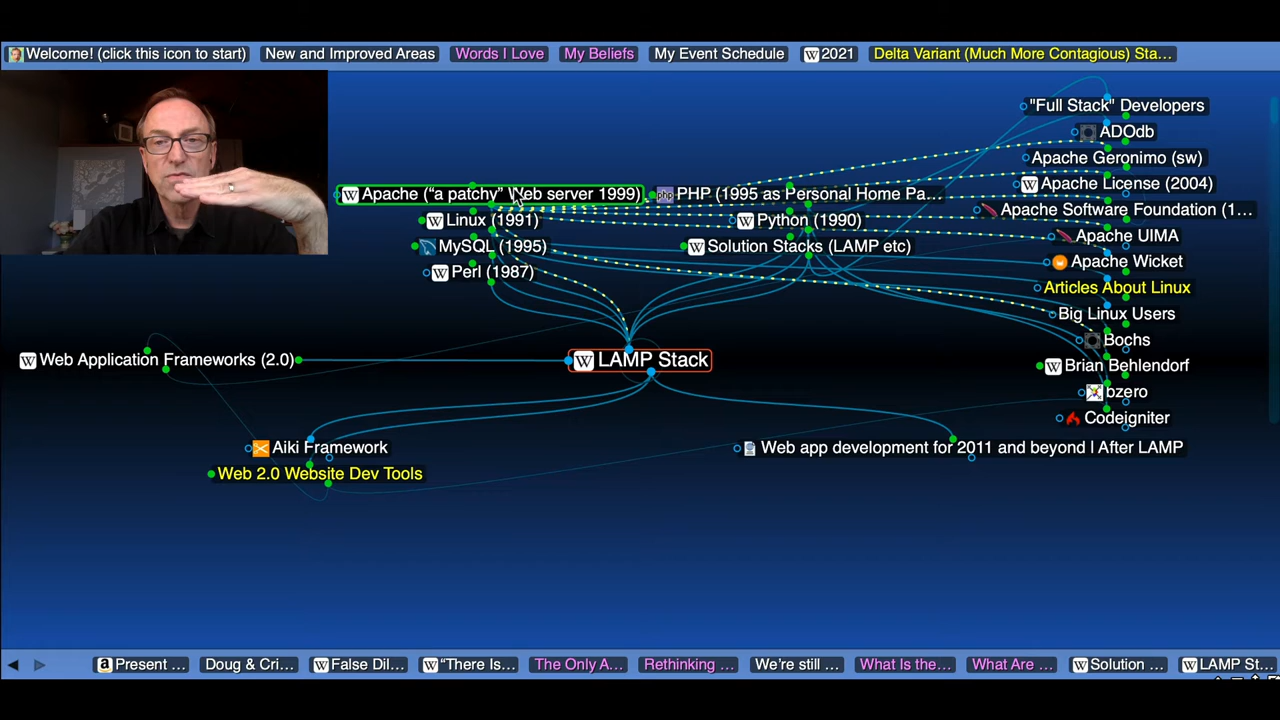 Welcome! (click this icon to start) New and Improved Areas Words I Love My Beliefs My Event Schedule W 2021 Delta Variant (Much More Contagious) Sta...
"Full Stack" Developers
ADOdb
Apache Geronimo (sw)
W Apache License (2004)
W Apache (“a patchy” Web server 1999) php PHP (1995 as Personal Home Pa...
Apache Software Foundation (1...
W Linux (1991) W Python (1990)
Apache UIMA
MySQL (1995) W Solution Stacks (LAMP etc)
Apache Wicket
W Perl (1987)
Articles About Linux
Big Linux Users
Bochs
W Web Application Frameworks (2.0) W LAMP Stack W Brian Behlendorf
bzero
Codeigniter
Aiki Framework Web app development for 2011 and beyond | After LAMP
Web 2.0 Website Dev Tools
a Present ... Doug & Cri... W False Dil... W “There Is... The Only A... Rethinking ... We’re still ... What Is the... What Are ... W Solution ... W LAMP St...